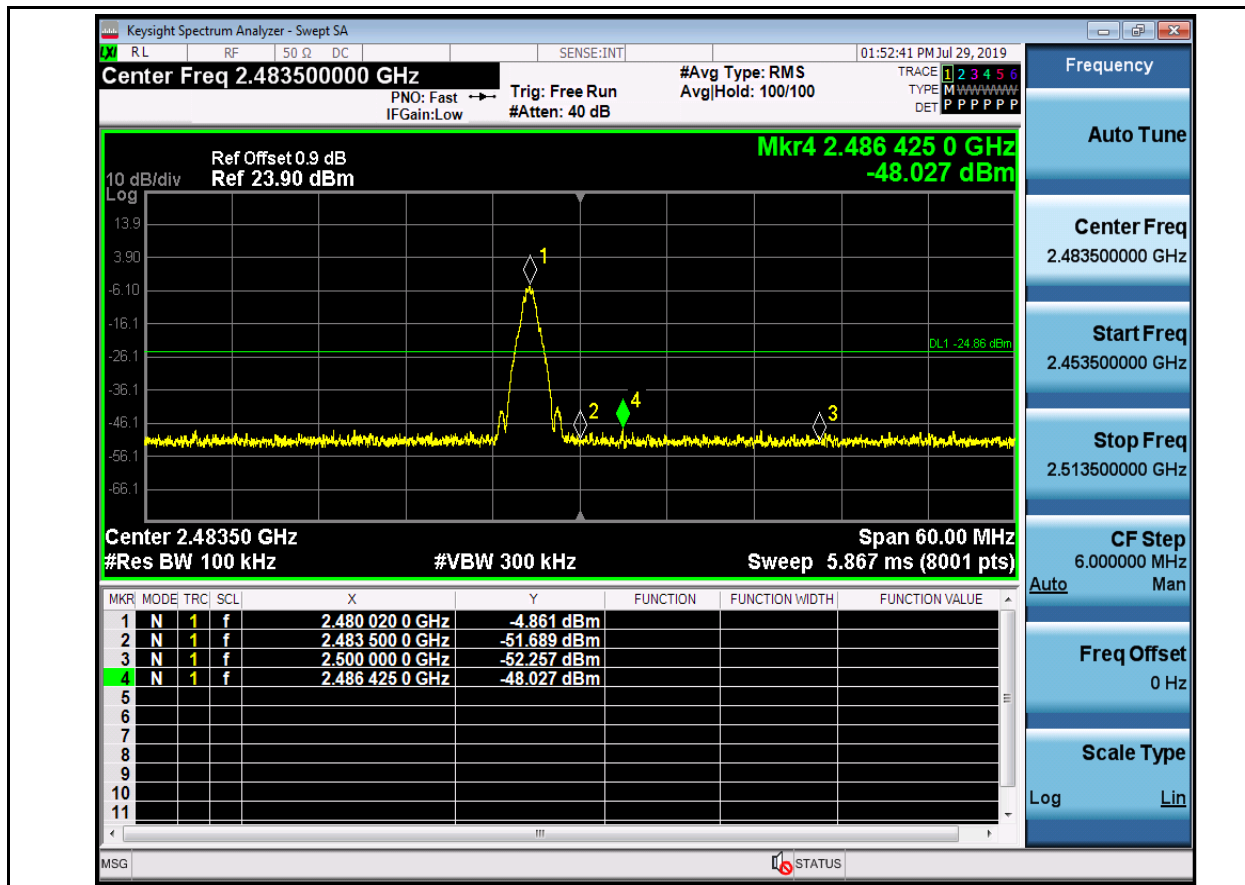 Keysight Spectrum Analyzer - Swept SA
LXI RL RF 50 Ω DC SENSE:INT 01:52:41 PM Jul 29, 2019
Center Freq 2.483500000 GHz
PNO: Fast
IFGain:Low
Trig: Free Run
#Atten: 40 dB
#Avg Type: RMS
Avg|Hold: 100/100
TRACE 1 2 3 4 5 6
TYPE M WWWWW
DET P P P P P P
Mkr4 2.486 425 0 GHz
-48.027 dBm
Ref Offset 0.9 dB
10 dB/div Ref 23.90 dBm
Log
13.9
3.90
-6.10
-16.1
-26.1
-36.1
-46.1
-56.1
-66.1
1
DL1 -24.86 dBm
2
4
3
Center 2.48350 GHz Span 60.00 MHz
#Res BW 100 kHz #VBW 300 kHz Sweep 5.867 ms (8001 pts)
MKR MODE TRC SCL X Y FUNCTION FUNCTION WIDTH FUNCTION VALUE
1 N 1 f 2.480 020 0 GHz -4.861 dBm
2 N 1 f 2.483 500 0 GHz -51.689 dBm
3 N 1 f 2.500 000 0 GHz -52.257 dBm
4 N 1 f 2.486 425 0 GHz -48.027 dBm
5
6
7
8
9
10
11
MSG STATUS
Frequency
Auto Tune
Center Freq
2.483500000 GHz
Start Freq
2.453500000 GHz
Stop Freq
2.513500000 GHz
CF Step
6.000000 MHz
Auto Man
Freq Offset
0 Hz
Scale Type
Log Lin